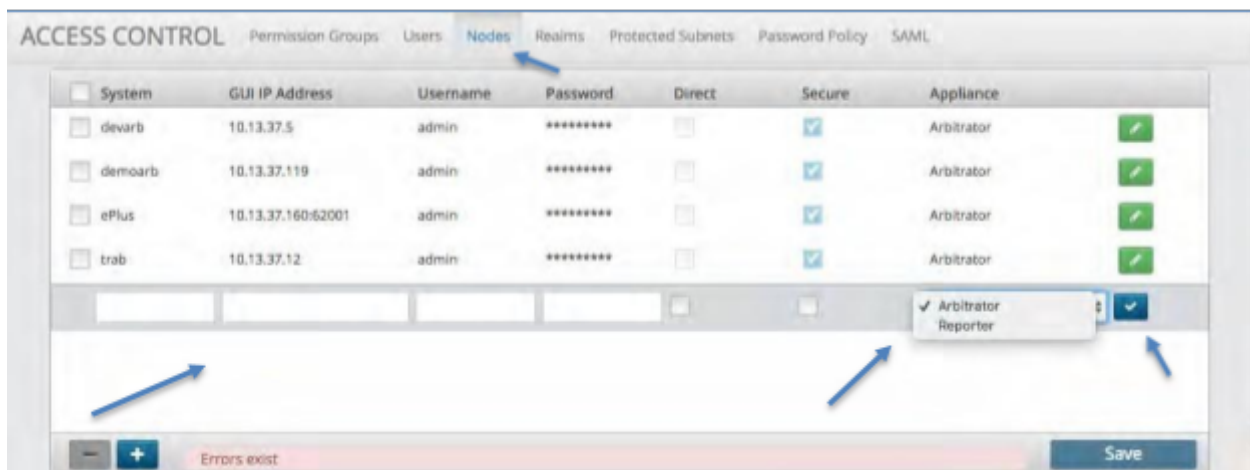 ACCESS CONTROL Permission Groups Users Nodes Realms Protected Subnets Password Policy SAML
System GUI IP Address Username Password Direct Secure Appliance
devarb 10.13.37.5 admin ********* Arbitrator
demoarb 10.13.37.119 admin ********* Arbitrator
ePlus 10.13.37.160:62001 admin ********* Arbitrator
trab 10.13.37.12 admin ********* Arbitrator
✓ Arbitrator
Reporter
Errors exist Save